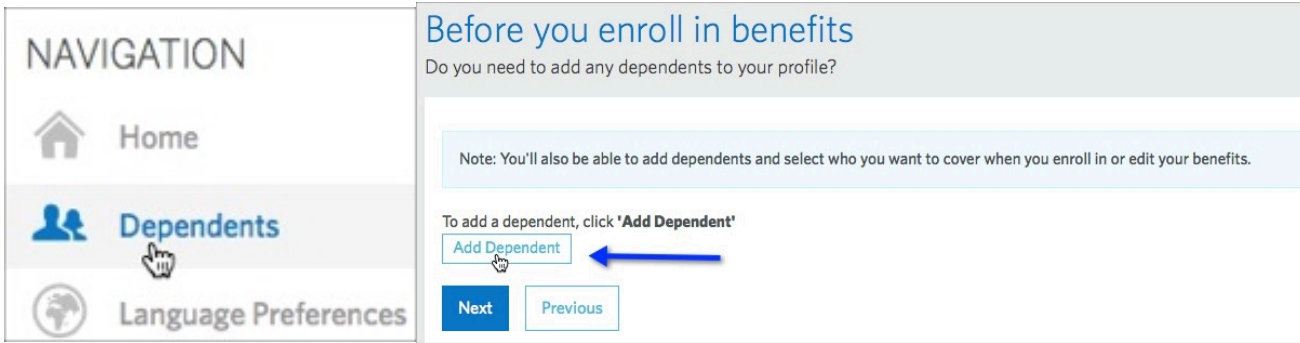 NAVIGATION
Home
Dependents
Language Preferences
Before you enroll in benefits
Do you need to add any dependents to your profile?
Note: You'll also be able to add dependents and select who you want to cover when you enroll in or edit your benefits.
To add a dependent, click 'Add Dependent'
Add Dependent
Next Previous